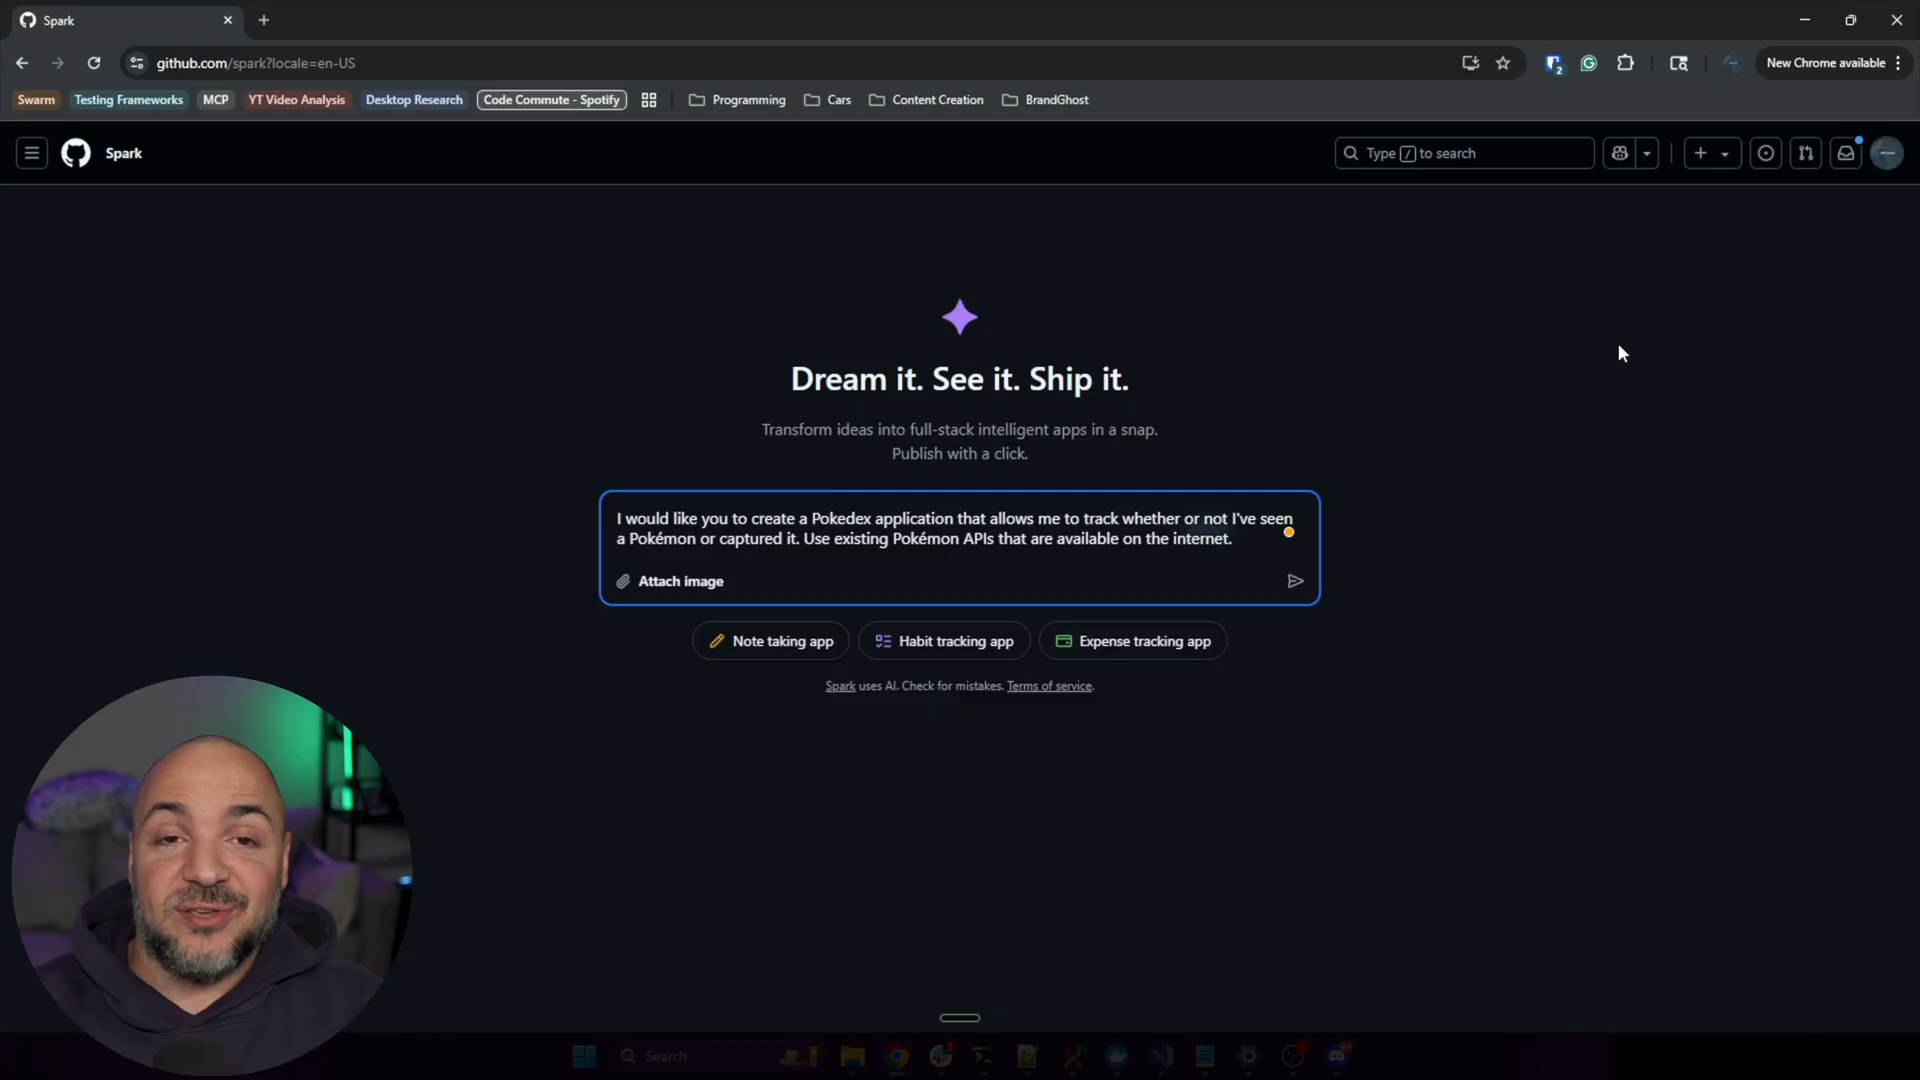 Spark
github.com/spark?locale=en-US
2
New Chrome available
Swarm
Testing Frameworks
MCP
YT Video Analysis
Desktop Research
Code Commute - Spotify
Programming
Cars
Content Creation
BrandGhost
Spark
Type / to search
Dream it. See it. Ship it.
Transform ideas into full-stack intelligent apps in a snap.
Publish with a click.
I would like you to create a Pokedex application that allows me to track whether or not I've seen
a Pokémon or captured it. Use existing Pokémon APIs that are available on the internet.
Attach image
Note taking app
Habit tracking app
Expense tracking app
Spark uses AI. Check for mistakes. Terms of service.
Search